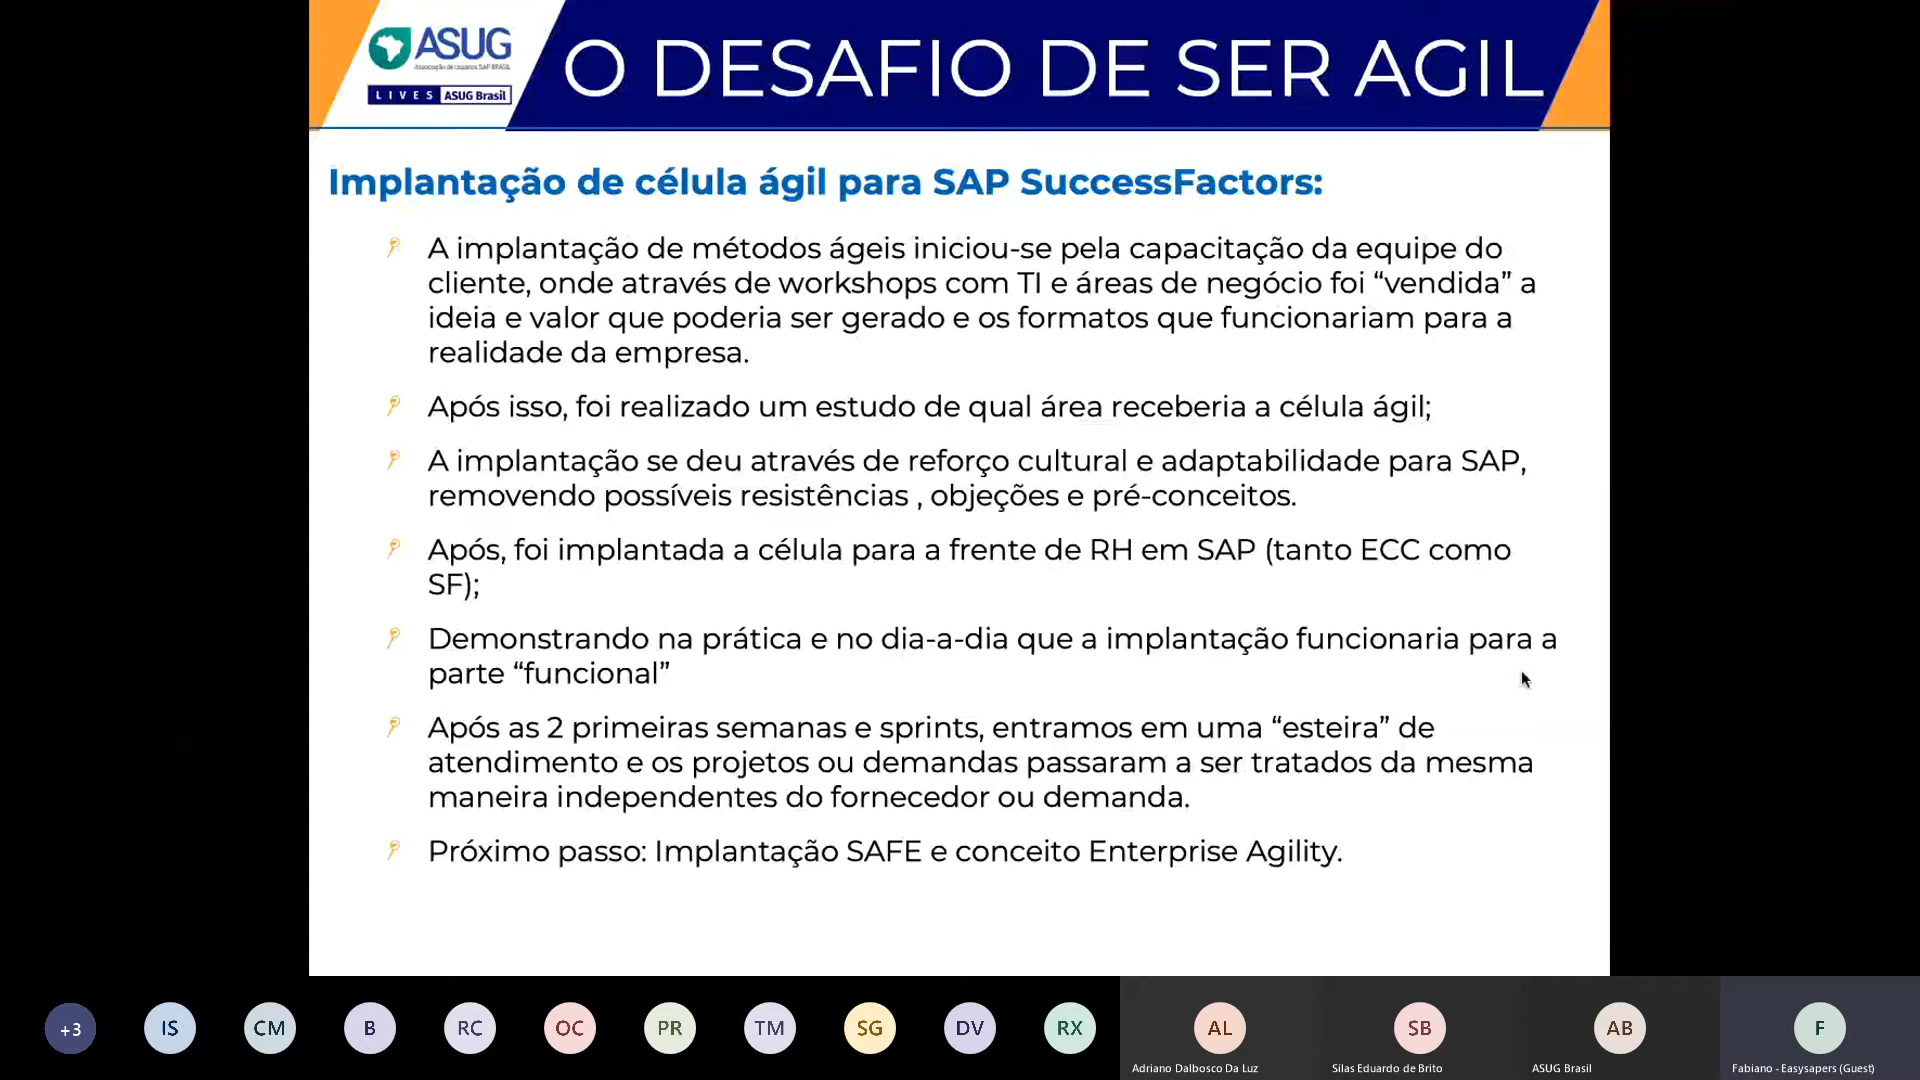 ASUG
Associação de Usuários SAP BRASIL
LIVES ASUG Brasil
O DESAFIO DE SER AGIL
Implantação de célula ágil para SAP SuccessFactors:
A implantação de métodos ágeis iniciou-se pela capacitação da equipe do
cliente, onde através de workshops com TI e áreas de negócio foi “vendida” a
ideia e valor que poderia ser gerado e os formatos que funcionariam para a
realidade da empresa.
Após isso, foi realizado um estudo de qual área receberia a célula ágil;
A implantação se deu através de reforço cultural e adaptabilidade para SAP,
removendo possíveis resistências , objeções e pré-conceitos.
Após, foi implantada a célula para a frente de RH em SAP (tanto ECC como
SF);
Demonstrando na prática e no dia-a-dia que a implantação funcionaria para a
parte “funcional”
Após as 2 primeiras semanas e sprints, entramos em uma “esteira” de
atendimento e os projetos ou demandas passaram a ser tratados da mesma
maneira independentes do fornecedor ou demanda.
Próximo passo: Implantação SAFE e conceito Enterprise Agility.
+3 IS CM B RC OC PR TM SG DV RX AL SB AB F
Adriano Dalbosco Da Luz Silas Eduardo de Brito ASUG Brasil Fabiano - Easysapers (Guest)